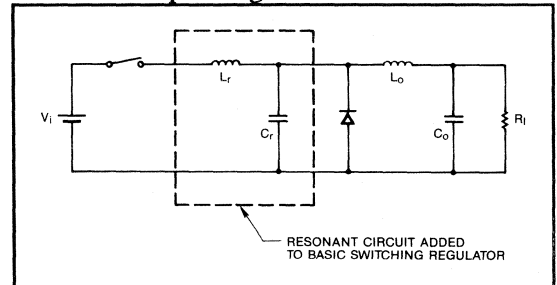 Lr
Lo
Vi
Cr
Co
Rl
RESONANT CIRCUIT ADDED
TO BASIC SWITCHING REGULATOR